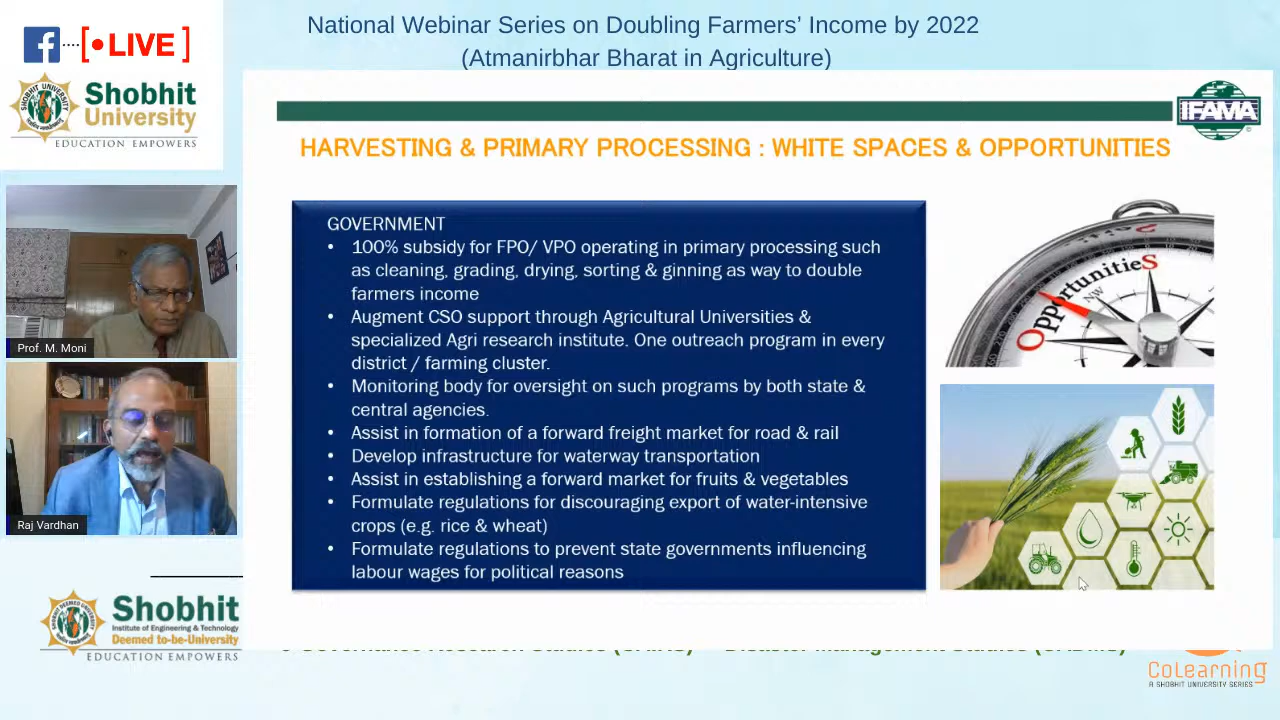 National Webinar Series on Doubling Farmers' Income by 2022
(Atmanirbhar Bharat in Agriculture)
f
[• LIVE]
SHOBHIT UNIVERSITY
Shobhit
University
EDUCATION EMPOWERS
IFAMA
HARVESTING & PRIMARY PROCESSING : WHITE SPACES & OPPORTUNITIES
GOVERNMENT
• 100% subsidy for FPO/ VPO operating in primary processing such
as cleaning, grading, drying, sorting & ginning as way to double
farmers income
• Augment CSO support through Agricultural Universities &
specialized Agri research institute. One outreach program in every
district / farming cluster.
• Monitoring body for oversight on such programs by both state &
central agencies.
• Assist in formation of a forward freight market for road & rail
• Develop infrastructure for waterway transportation
• Assist in establishing a forward market for fruits & vegetables
• Formulate regulations for discouraging export of water-intensive
crops (e.g. rice & wheat)
• Formulate regulations to prevent state governments influencing
labour wages for political reasons
OpportunitieS
NW
Prof. M. Moni
Raj Vardhan
Shobhit
Institute of Engineering & Technology
Deemed to-be-University
EDUCATION EMPOWERS
CoLearning
A SHOBHIT UNIVERSITY SERIES